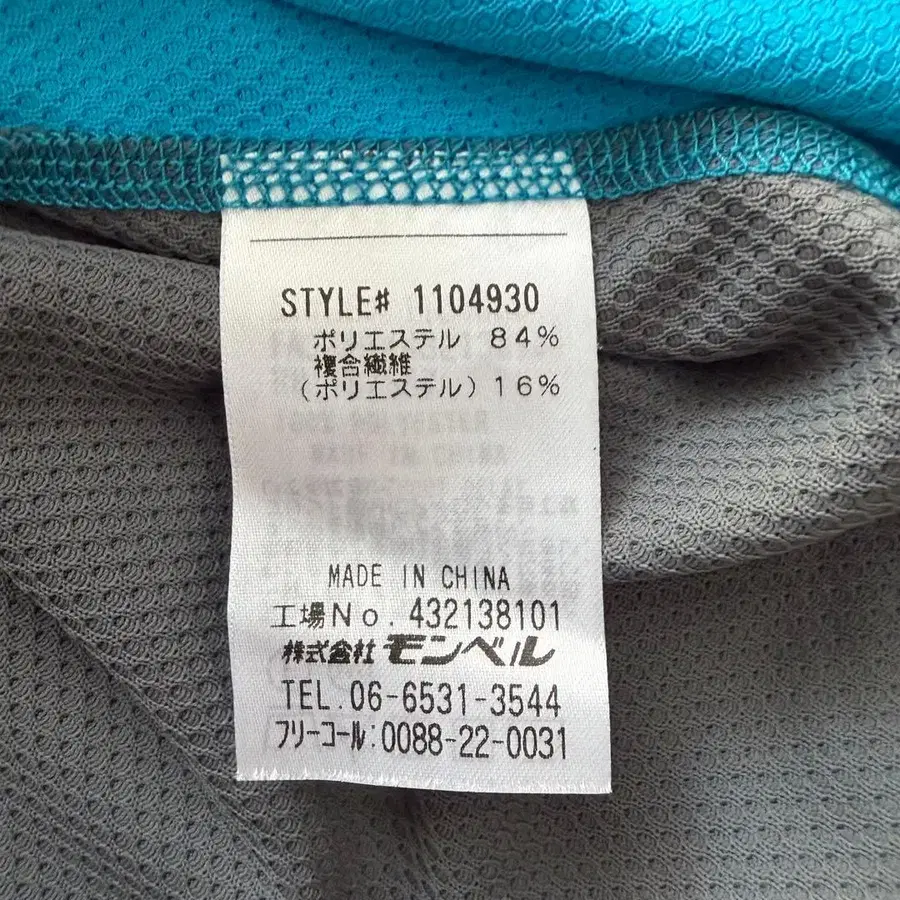 STYLE# 1104930
ポリエステル 84%
複合繊維
(ポリエステル) 16%
MADE IN CHINA
工場No. 432138101
株式会社 モンベル
TEL. 06-6531-3544
フリーコール:0088-22-0031